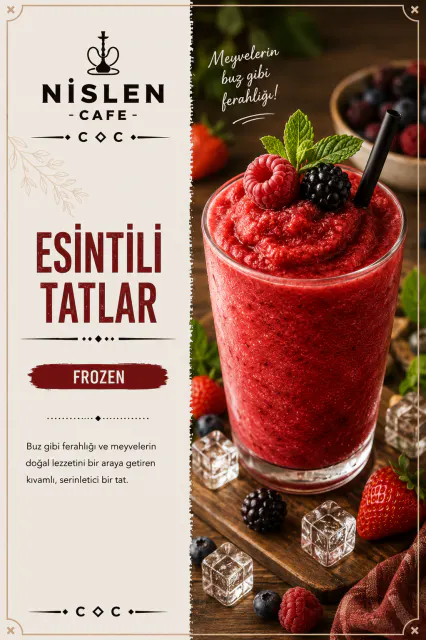 NİSLEN
- CAFE -
C C
Meyvelerin
buz gibi
ferahlığı!
ESİNTİLİ
TATLAR
FROZEN
Buz gibi ferahlığı ve meyvelerin
doğal lezzetini bir araya getiren
kıvamlı, serinletici bir tat.
C C